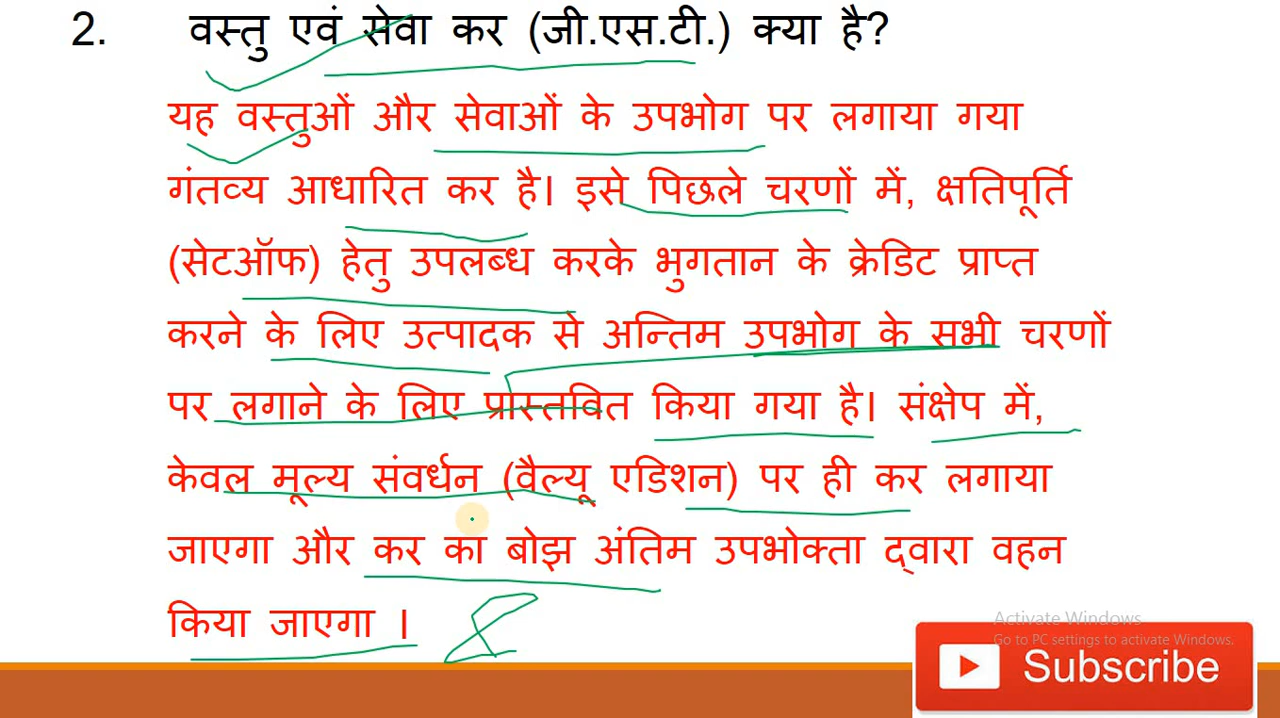 2. वस्तु एवं सेवा कर (जी.एस.टी.) क्या है?
यह वस्तुओं और सेवाओं के उपभोग पर लगाया गया
गंतव्य आधारित कर है। इसे पिछले चरणों में, क्षतिपूर्ति
(सेटऑफ) हेतु उपलब्ध करके भुगतान के क्रेडिट प्राप्त
करने के लिए उत्पादक से अन्तिम उपभोग के सभी चरणों
पर लगाने के लिए प्रास्तवित किया गया है। संक्षेप में,
केवल मूल्य संवर्धन (वैल्यू एडिशन) पर ही कर लगाया
जाएगा और कर का बोझ अंतिम उपभोक्ता द्वारा वहन
किया जाएगा ।
Activate Windows
Go to PC settings to activate Windows.
Subscribe